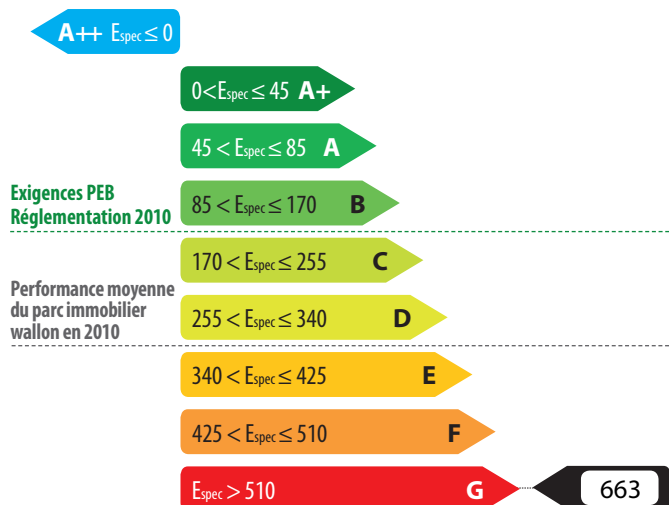 A++ Espec ≤ 0
0<Espec ≤ 45 A+
45 < Espec ≤ 85 A
Exigences PEB
Réglementation 2010
85 < Espec ≤ 170 B
170 < Espec ≤ 255 C
Performance moyenne
du parc immobilier
wallon en 2010
255 < Espec ≤ 340 D
340 < Espec ≤ 425 E
425 < Espec ≤ 510 F
Espec > 510 G 663